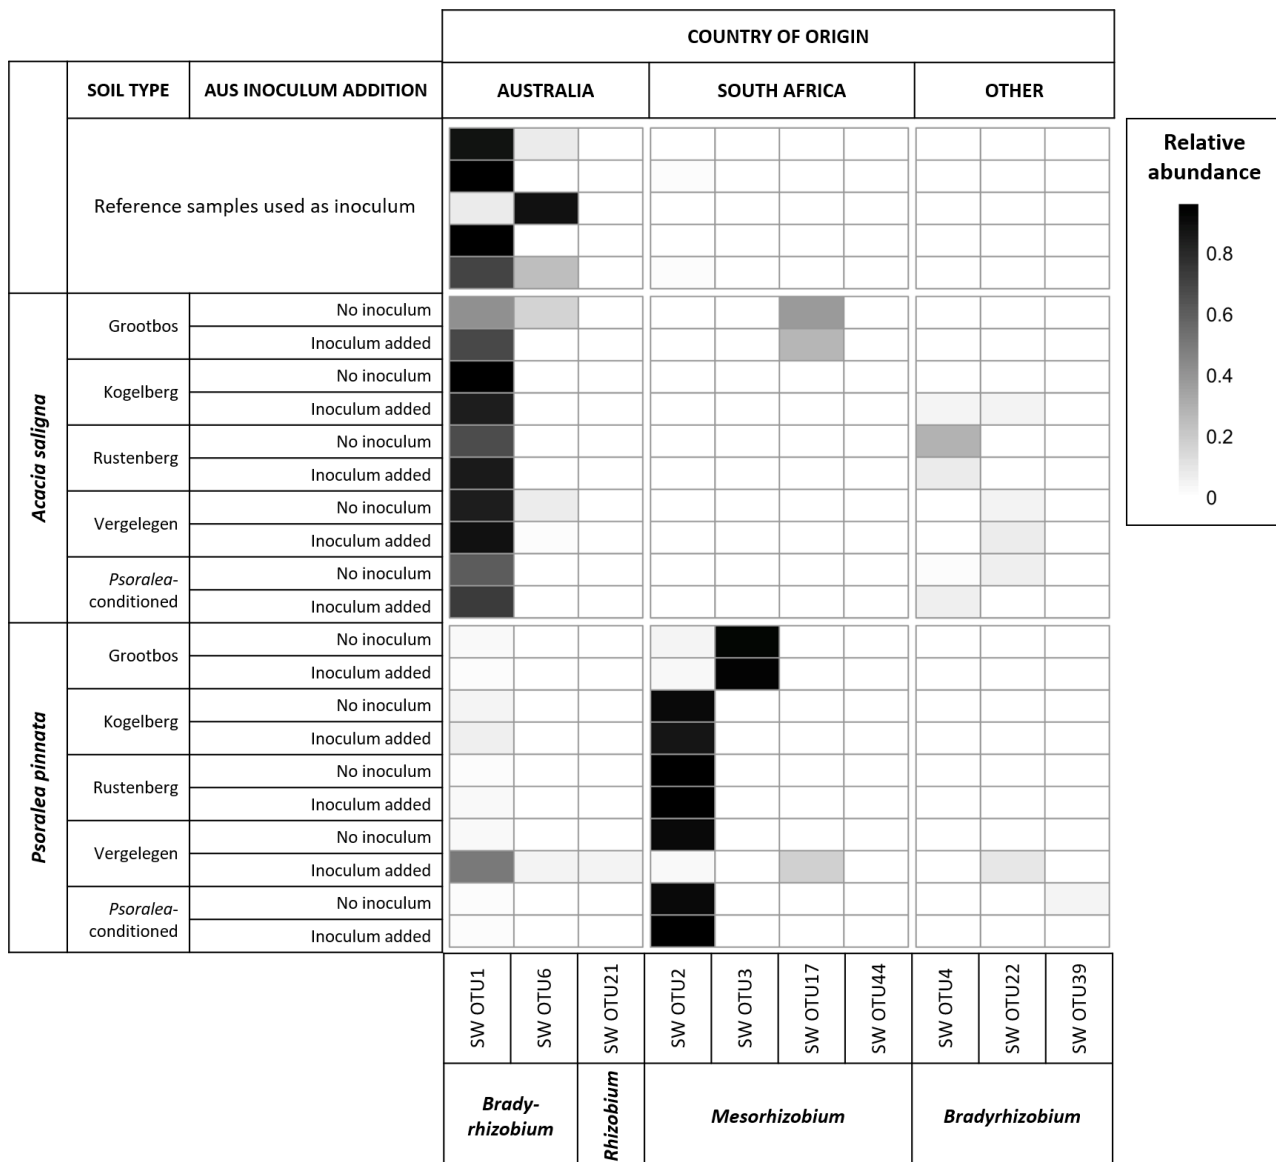 COUNTRY OF ORIGIN
SOIL TYPE
AUS INOCULUM ADDITION
AUSTRALIA
SOUTH AFRICA
OTHER
Reference samples used as inoculum
Relative
abundance
0.8
0.6
0.4
0.2
0
Acacia saligna
Grootbos
No inoculum
Inoculum added
Kogelberg
No inoculum
Inoculum added
Rustenberg
No inoculum
Inoculum added
Vergelegen
No inoculum
Inoculum added
Psoralea-
conditioned
No inoculum
Inoculum added
Psoralea pinnata
Grootbos
No inoculum
Inoculum added
Kogelberg
No inoculum
Inoculum added
Rustenberg
No inoculum
Inoculum added
Vergelegen
No inoculum
Inoculum added
Psoralea-
conditioned
No inoculum
Inoculum added
SW OTU1
SW OTU6
SW OTU21
SW OTU2
SW OTU3
SW OTU17
SW OTU44
SW OTU4
SW OTU22
SW OTU39
Brady-
rhizobium
Rhizobium
Mesorhizobium
Bradyrhizobium